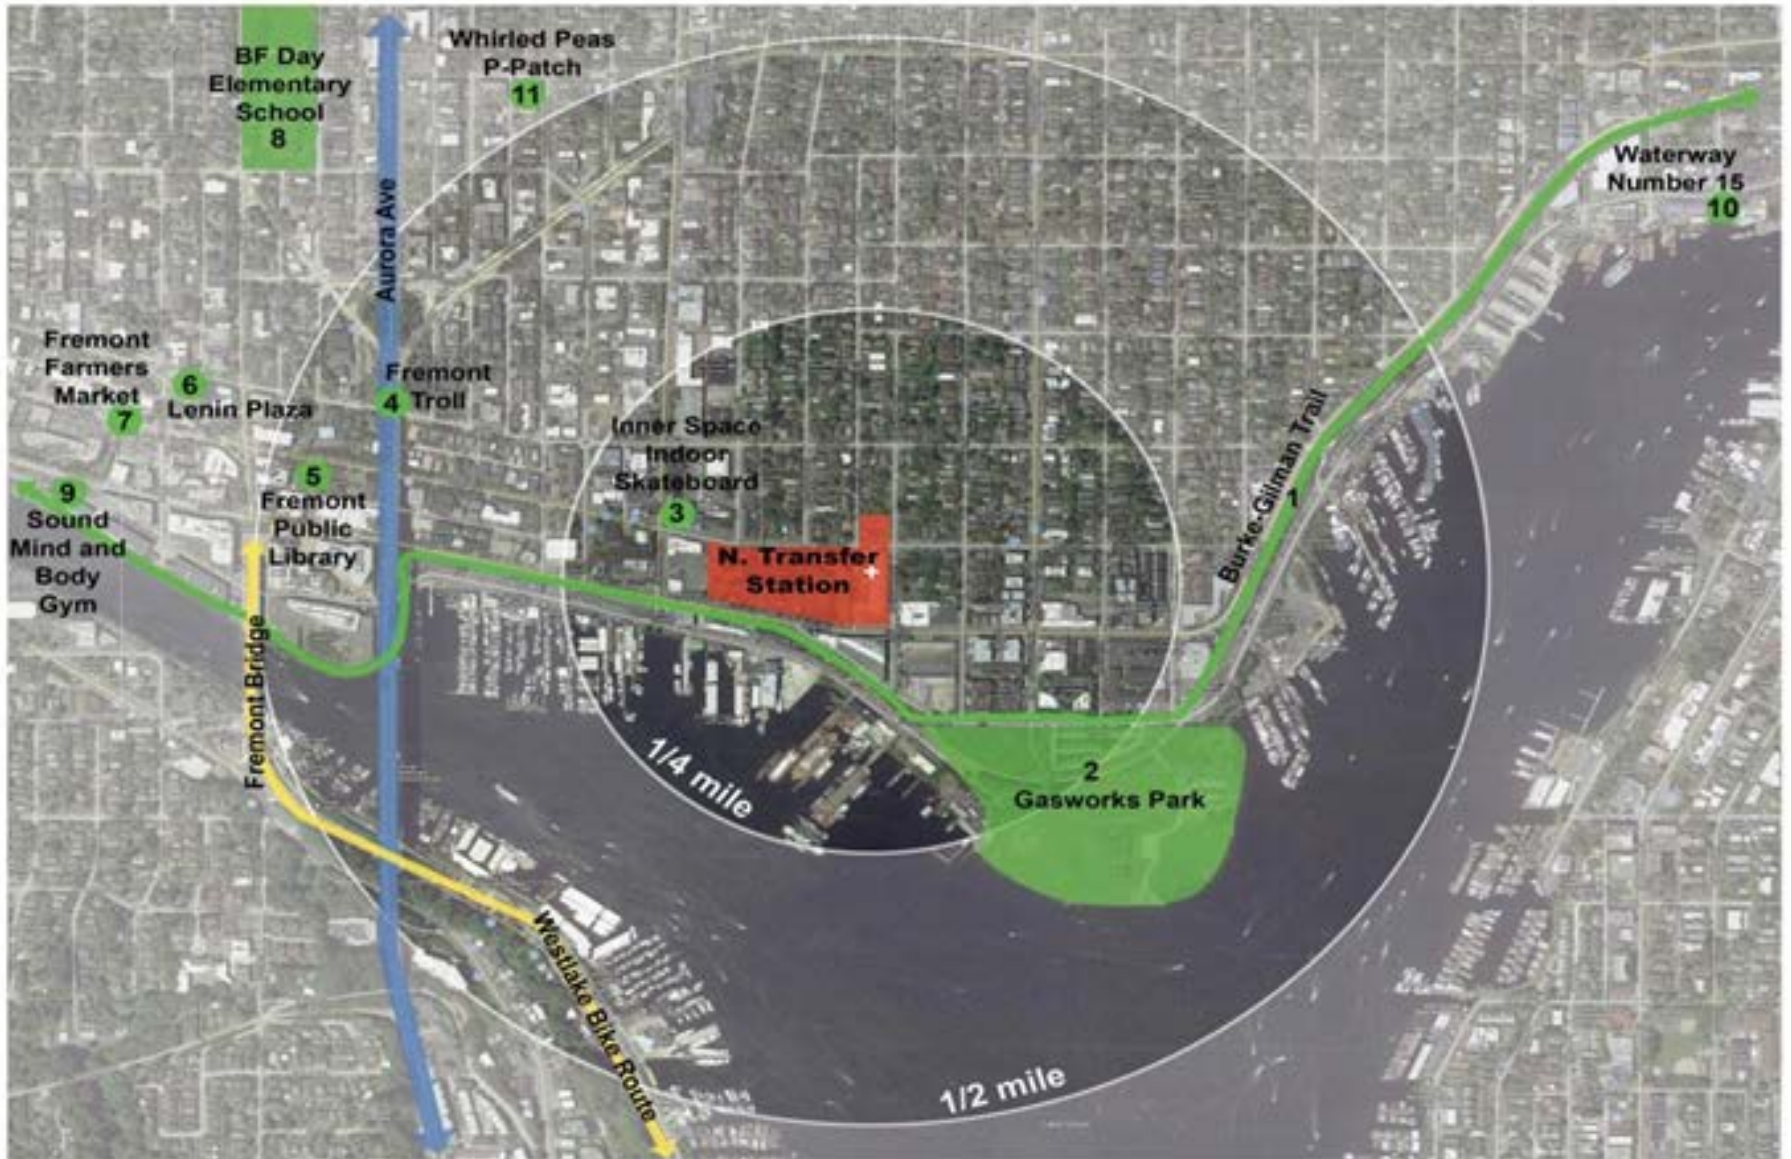 BF Day
Elementary
School
8
Whirled Peas
P-Patch
11
Aurora Ave
Waterway
Number 15
10
Fremont
Farmers
Market
7
6
Lenin Plaza
Fremont
Troll
4
Inner Space
Indoor
Skateboard
3
5
Fremont
Public
Library
9
Sound
Mind and
Body
Gym
N. Transfer
Station
Burke-Gilman Trail
1
Fremont Bridge
2
Gasworks Park
1/4 mile
Westlake Bike Route
1/2 mile